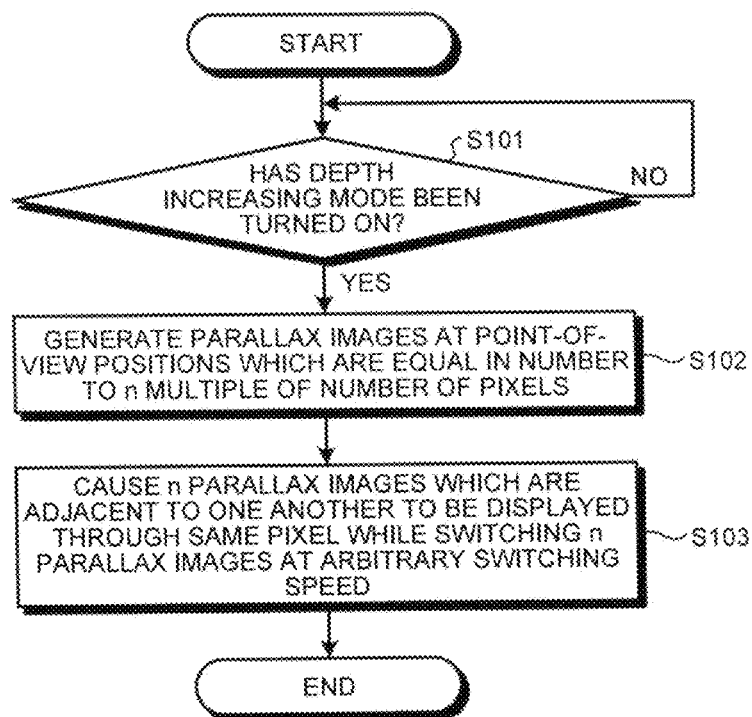 START
S101
HAS DEPTH
INCREASING MODE BEEN
TURNED ON?
NO
YES
GENERATE PARALLAX IMAGES AT POINT-OF-
VIEW POSITIONS WHICH ARE EQUAL IN NUMBER
TO n MULTIPLE OF NUMBER OF PIXELS
S102
CAUSE n PARALLAX IMAGES WHICH ARE
ADJACENT TO ONE ANOTHER TO BE DISPLAYED
THROUGH SAME PIXEL WHILE SWITCHING n
PARALLAX IMAGES AT ARBITRARY SWITCHING
SPEED
S103
END